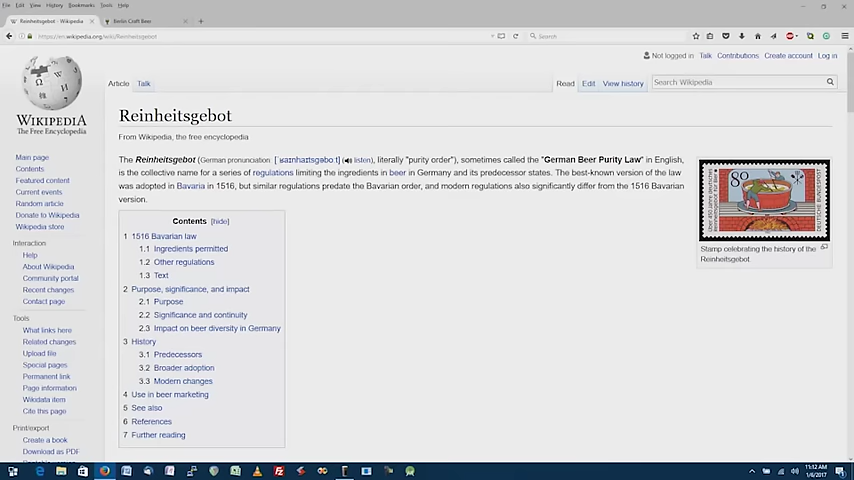 File Edit View History Bookmarks Tools Help
Reinheitsgebot - Wikipedia
Berlin Craft Beer
https://en.wikipedia.org/wiki/Reinheitsgebot
Search
Not logged in Talk Contributions Create account Log in
Article Talk
Read Edit View history
Search Wikipedia
WIKIPEDIA
The Free Encyclopedia
Main page
Contents
Featured content
Current events
Random article
Donate to Wikipedia
Wikipedia store
Interaction
Help
About Wikipedia
Community portal
Recent changes
Contact page
Tools
What links here
Related changes
Upload file
Special pages
Permanent link
Page information
Wikidata item
Cite this page
Print/export
Create a book
Download as PDF
Reinheitsgebot
From Wikipedia, the free encyclopedia
The Reinheitsgebot (German pronunciation: [ˈʁaɪnhaɪtsɡəboːt] ( listen), literally "purity order"), sometimes called the "German Beer Purity Law" in English,
is the collective name for a series of regulations limiting the ingredients in beer in Germany and its predecessor states. The best-known version of the law
was adopted in Bavaria in 1516, but similar regulations predate the Bavarian order, and modern regulations also significantly differ from the 1516 Bavarian
version.
Contents [hide]
1 1516 Bavarian law
1.1 Ingredients permitted
1.2 Other regulations
1.3 Text
2 Purpose, significance, and impact
2.1 Purpose
2.2 Significance and continuity
2.3 Impact on beer diversity in Germany
3 History
3.1 Predecessors
3.2 Broader adoption
3.3 Modern changes
4 Use in beer marketing
5 See also
6 References
7 Further reading
80
DEUTSCHE BUNDESPOST
Stamp celebrating the history of the
Reinheitsgebot.
11:12 AM
1/6/2017